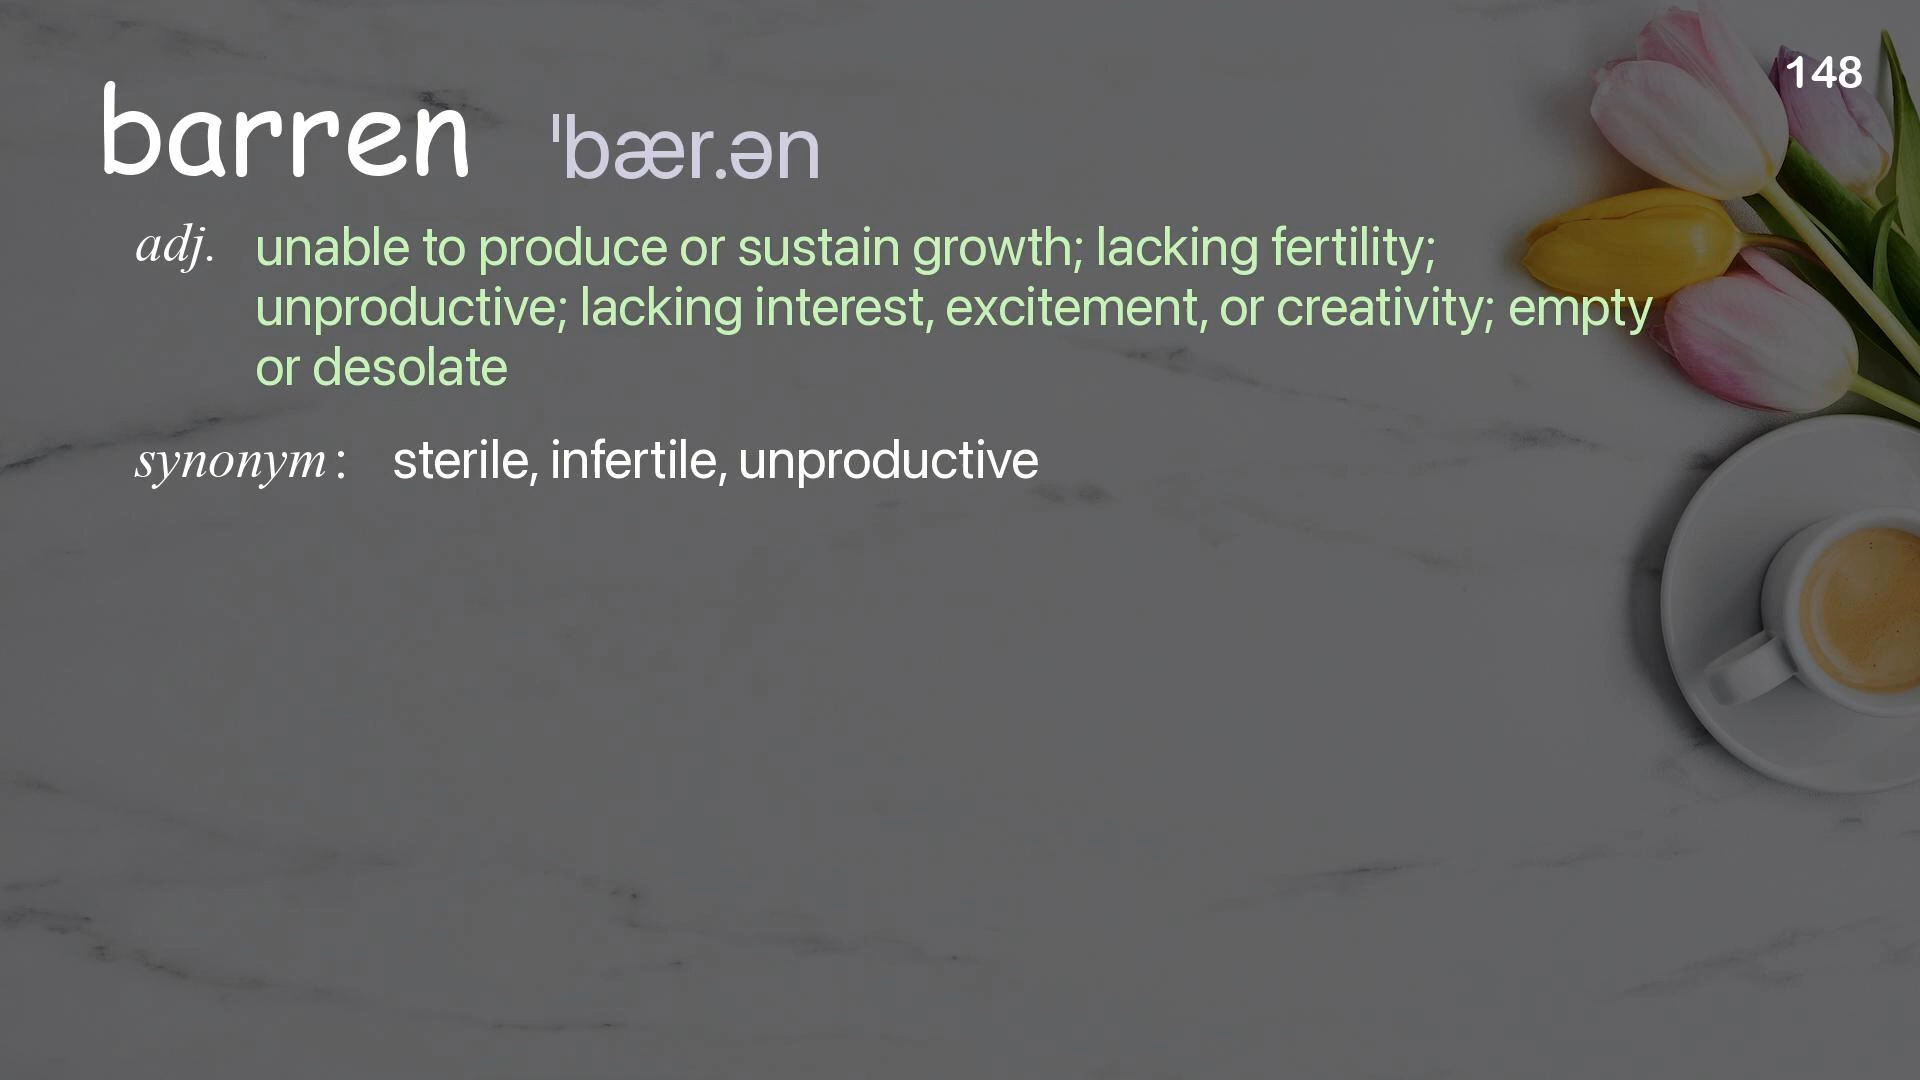 148
barren ˈbær.ən
adj. unable to produce or sustain growth; lacking fertility;
unproductive; lacking interest, excitement, or creativity; empty
or desolate
synonym : sterile, infertile, unproductive